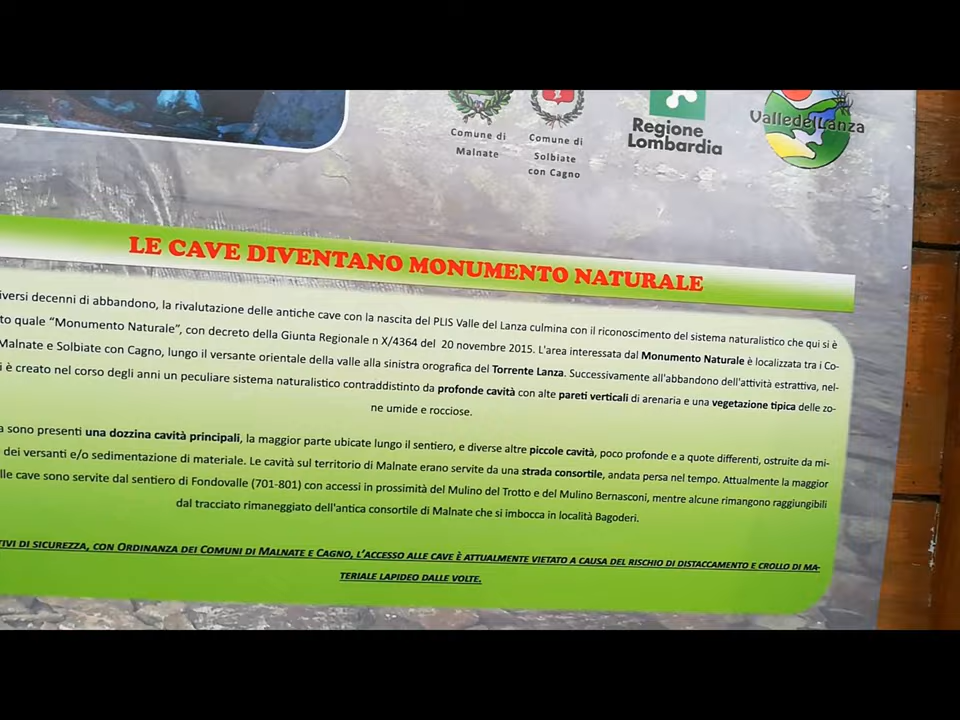 Comune di
Malnate
Comune di
Solbiate
con Cagno
Regione
Lombardia
Valle del Lanza
LE CAVE DIVENTANO MONUMENTO NATURALE
iversi decenni di abbandono, la rivalutazione delle antiche cave con la nascita del PLIS Valle del Lanza culmina con il riconoscimento del sistema naturalistico che qui si è
to quale “Monumento Naturale”, con decreto della Giunta Regionale n X/4364 del 20 novembre 2015. L'area interessata dal Monumento Naturale è localizzata tra i Co-
Malnate e Solbiate con Cagno, lungo il versante orientale della valle alla sinistra orografica del Torrente Lanza. Successivamente all'abbandono dell'attività estrattiva, nel-
i è creato nel corso degli anni un peculiare sistema naturalistico contraddistinto da profonde cavità con alte pareti verticali di arenaria e una vegetazione tipica delle zo-
ne umide e rocciose.
a sono presenti una dozzina cavità principali, la maggior parte ubicate lungo il sentiero, e diverse altre piccole cavità, poco profonde e a quote differenti, ostruite da mi-
dei versanti e/o sedimentazione di materiale. Le cavità sul territorio di Malnate erano servite da una strada consortile, andata persa nel tempo. Attualmente la maggior
lle cave sono servite dal sentiero di Fondovalle (701-801) con accessi in prossimità del Mulino del Trotto e del Mulino Bernasconi, mentre alcune rimangono raggiungibili
dal tracciato rimaneggiato dell'antica consortile di Malnate che si imbocca in località Bagoderi.
TIVI DI SICUREZZA, CON ORDINANZA DEI COMUNI DI MALNATE E CAGNO, L'ACCESSO ALLE CAVE È ATTUALMENTE VIETATO A CAUSA DEL RISCHIO DI DISTACCAMENTO E CROLLO DI MA-
TERIALE LAPIDEO DALLE VOLTE.